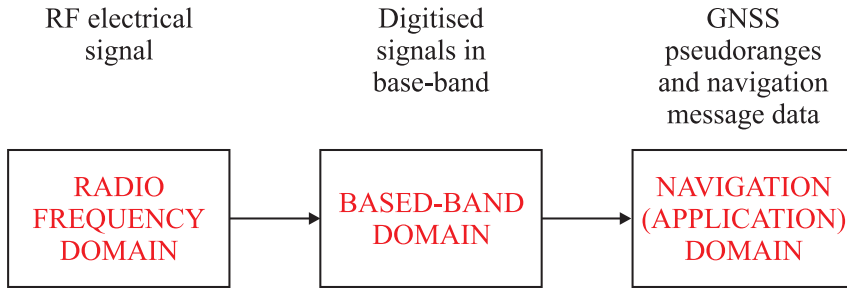 RF electrical
signal
Digitised
signals in
base-band
GNSS
pseudoranges
and navigation
message data
RADIO
FREQUENCY
DOMAIN
BASED-BAND
DOMAIN
NAVIGATION
(APPLICATION)
DOMAIN